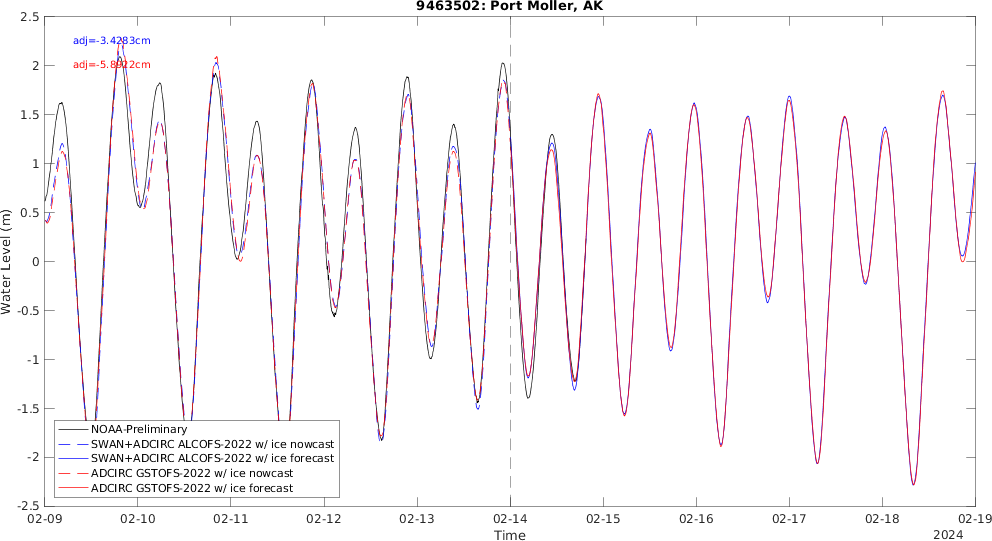 9463502: Port Moller, AK
2.5
2
1.5
1
0.5
0
-0.5
-1
-1.5
-2
-2.5
Water Level (m)
adj=-3.4283cm
adj=-5.8922cm
NOAA-Preliminary
SWAN+ADCIRC ALCOFS-2022 w/ ice nowcast
SWAN+ADCIRC ALCOFS-2022 w/ ice forecast
ADCIRC GSTOFS-2022 w/ ice nowcast
ADCIRC GSTOFS-2022 w/ ice forecast
02-09 02-10 02-11 02-12 02-13 02-14 02-15 02-16 02-17 02-18 02-19
Time
2024